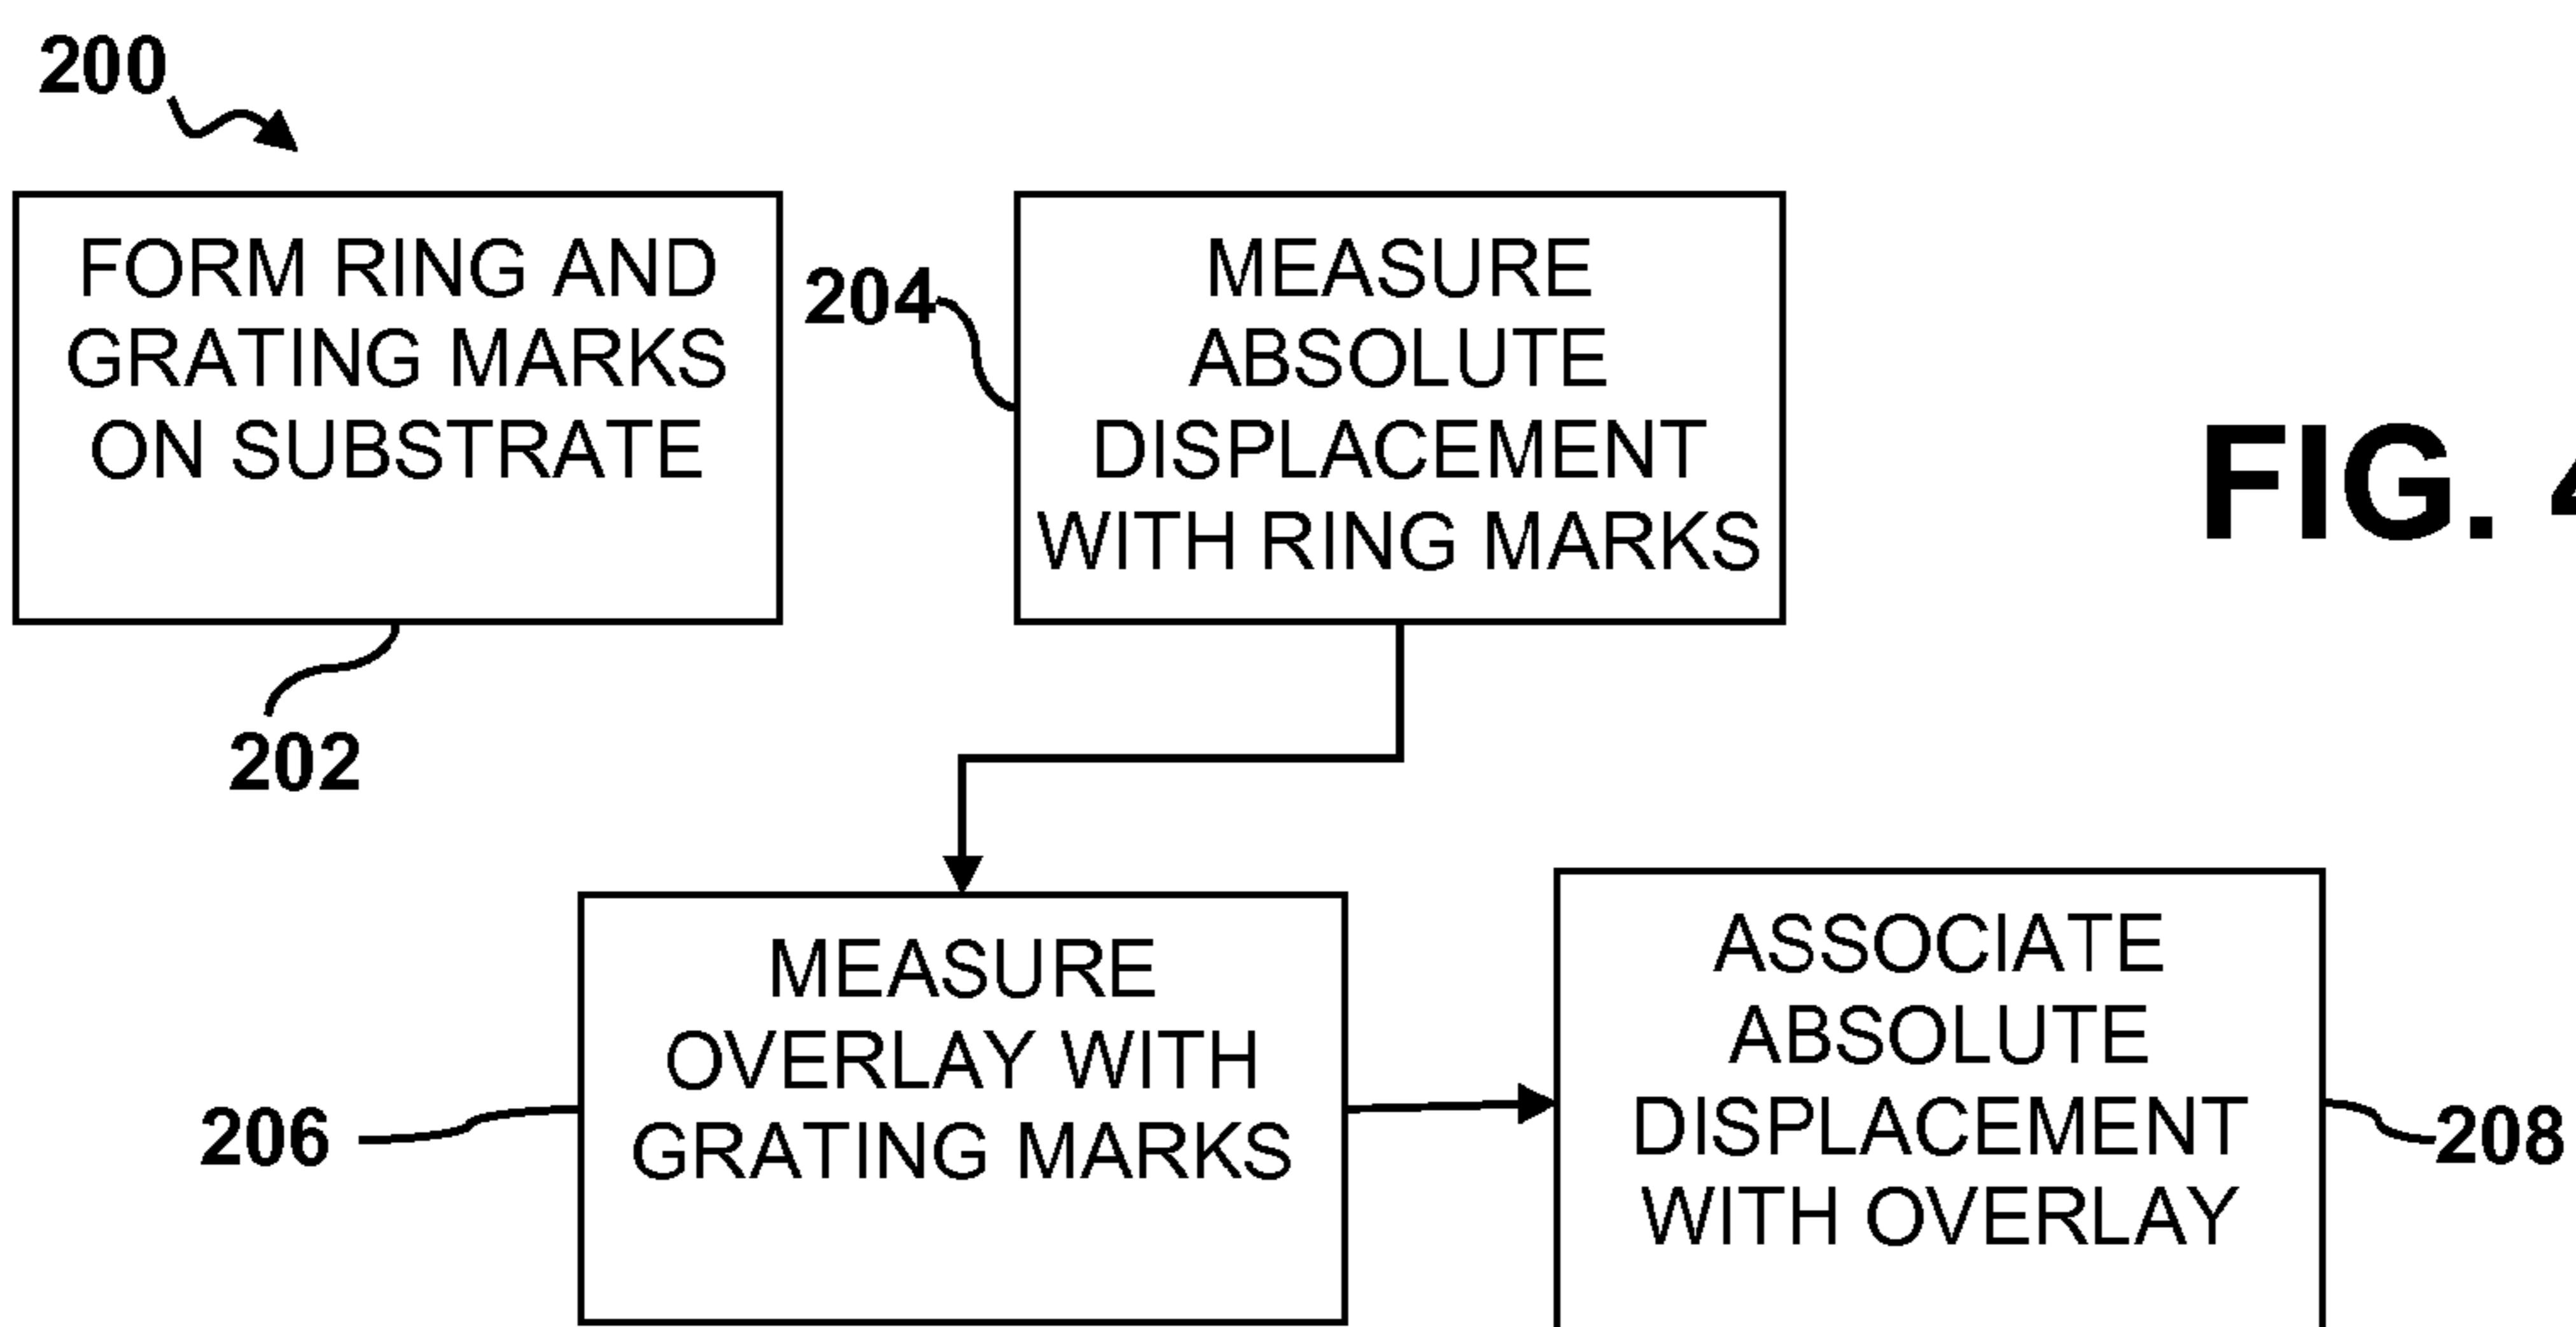 200
FORM RING AND
GRATING MARKS
ON SUBSTRATE
202
204
MEASURE
ABSOLUTE
DISPLACEMENT
WITH RING MARKS
FIG. 4
206
MEASURE
OVERLAY WITH
GRATING MARKS
ASSOCIATE
ABSOLUTE
DISPLACEMENT
WITH OVERLAY
208